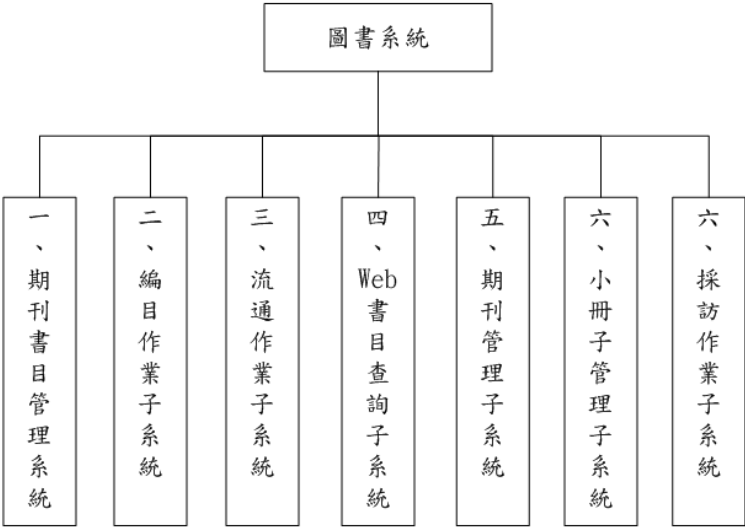 圖書系統
一、期刊書目管理系統
二、編目作業子系統
三、流通作業子系統
四、Web書目查詢子系統
五、期刊管理子系統
六、小冊子管理子系統
六、採訪作業子系統